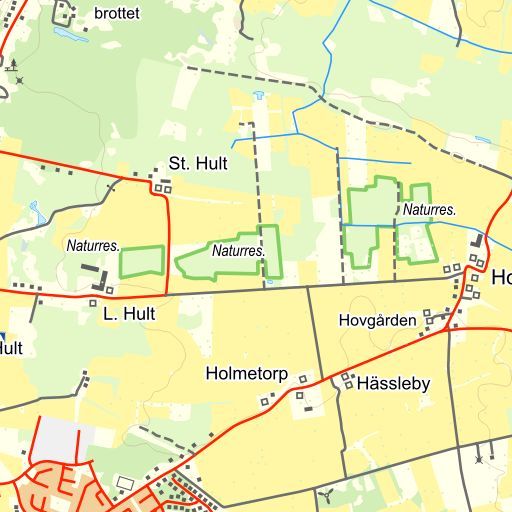 brottet
St. Hult
Naturres.
Naturres.
Naturres.
Ho
L. Hult
Hovgården
Hult
Holmetorp
Hässleby